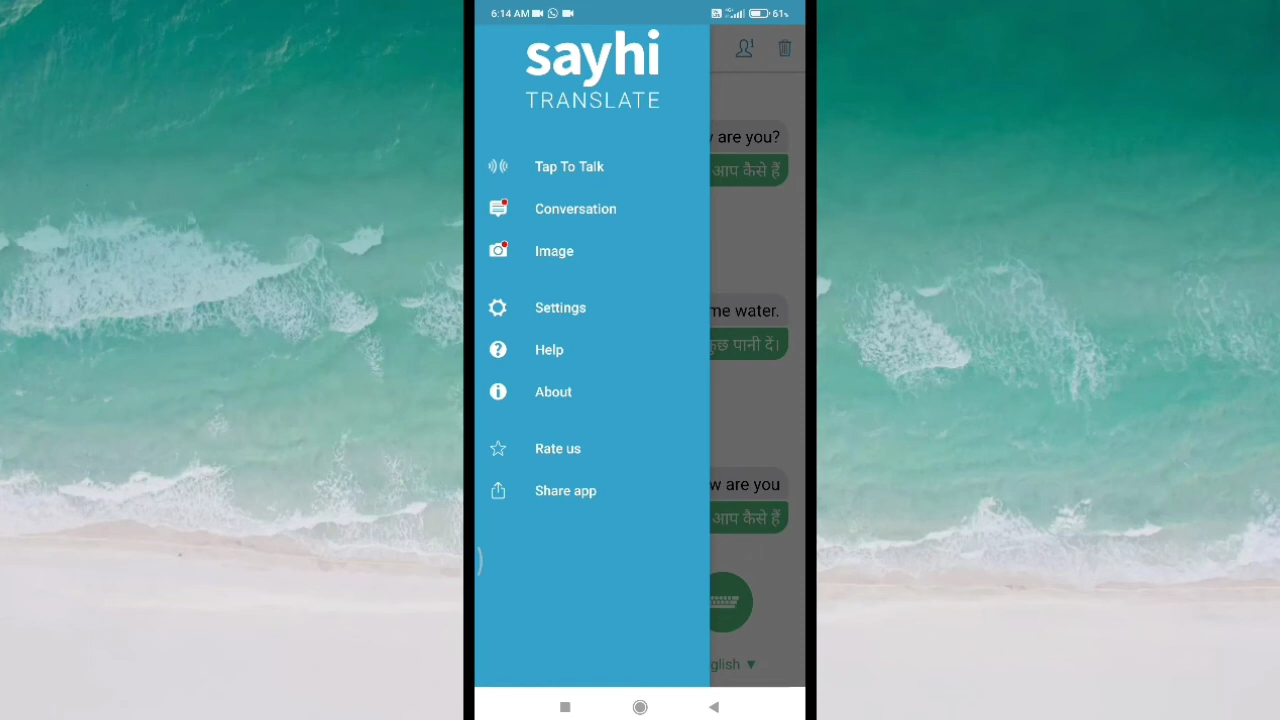 6:14 AM
61%
sayhi
TRANSLATE
Tap To Talk
Conversation
Image
Settings
Help
About
Rate us
Share app
are you?
आप कैसे हैं
me water.
कुछ पानी दें।
w are you
आप कैसे हैं
glish ▼